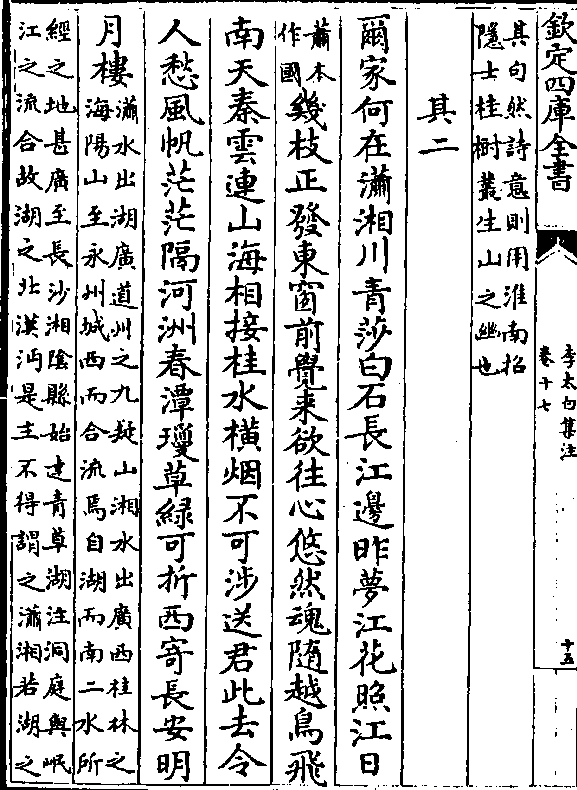 欽定四庫全書
李太白集注
卷十七
十五
其句然詩意則用淮南招
隱士桂樹叢生山之幽也
其二
爾家何在瀟湘川青莎白石長江邊昨夢江花照江日
蕭本
作國
幾枝正發東窗前覺来欲往心悠然魂隨越鳥飛
南天秦雲連山海相接桂水横烟不可渉送君此去令
人愁風帆茫茫隔河洲春潭瓊草緑可折西寄長安明
月樓
瀟水出湖廣道州之九疑山湘水出廣西桂林之
海陽山至永州城西而合流焉自湖而南二水所
經之地甚廣至長沙湘隂縣始達青草湖注洞庭與岷
江之流合故湖之北漢沔是主不得謂之瀟湘若湖之